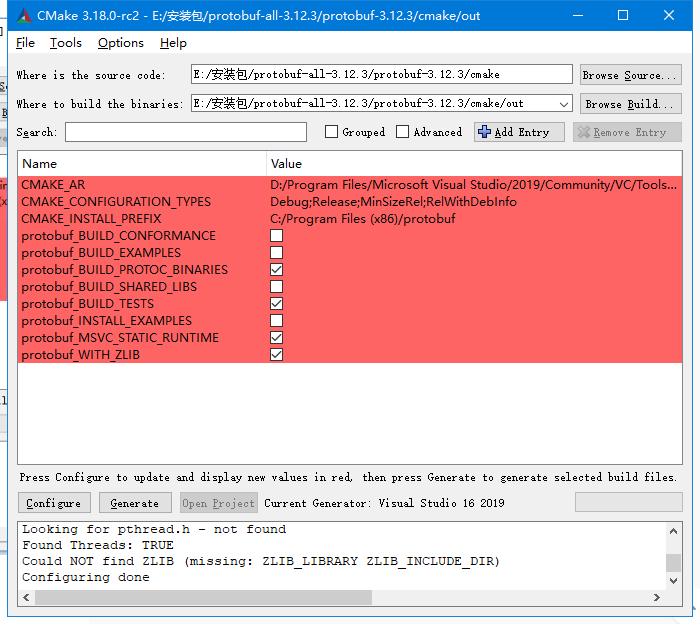 CMake 3.18.0-rc2 - E:/安装包/protobuf-all-3.12.3/protobuf-3.12.3/cmake/out
File Tools Options Help
Where is the source code: E:/安装包/protobuf-all-3.12.3/protobuf-3.12.3/cmake Browse Source...
Where to build the binaries: E:/安装包/protobuf-all-3.12.3/protobuf-3.12.3/cmake/out Browse Build...
Search: Grouped Advanced Add Entry Remove Entry
Name Value
CMAKE_AR D:/Program Files/Microsoft Visual Studio/2019/Community/VC/Tools...
CMAKE_CONFIGURATION_TYPES Debug;Release;MinSizeRel;RelWithDebInfo
CMAKE_INSTALL_PREFIX C:/Program Files (x86)/protobuf
protobuf_BUILD_CONFORMANCE
protobuf_BUILD_EXAMPLES
protobuf_BUILD_PROTOC_BINARIES
protobuf_BUILD_SHARED_LIBS
protobuf_BUILD_TESTS
protobuf_INSTALL_EXAMPLES
protobuf_MSVC_STATIC_RUNTIME
protobuf_WITH_ZLIB
Press Configure to update and display new values in red, then press Generate to generate selected build files.
Configure Generate Open Project Current Generator: Visual Studio 16 2019
Looking for pthread.h - not found
Found Threads: TRUE
Could NOT find ZLIB (missing: ZLIB_LIBRARY ZLIB_INCLUDE_DIR)
Configuring done